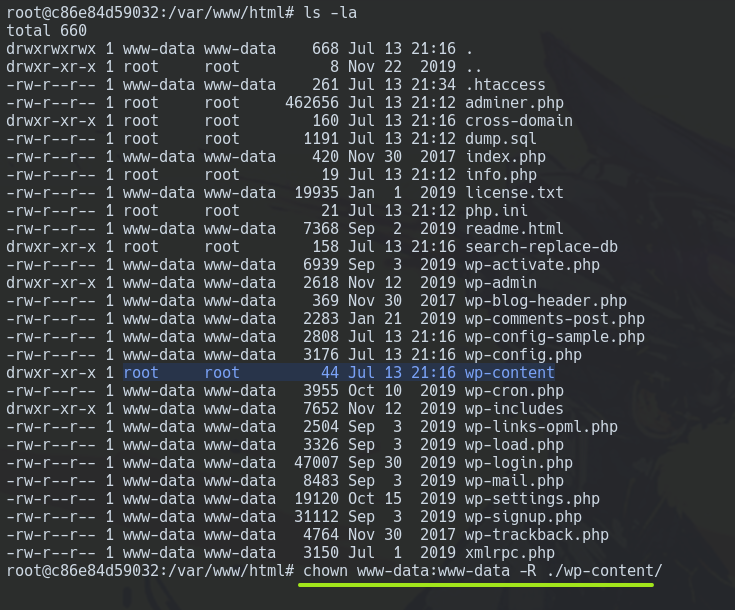 root@c86e84d59032:/var/www/html# ls -la
total 660
drwxrwxrwx 1 www-data www-data    668 Jul 13 21:16 .
drwxr-xr-x 1 root     root          8 Nov 22  2019 ..
-rw-r--r-- 1 www-data www-data    261 Jul 13 21:34 .htaccess
-rw-r--r-- 1 root     root     462656 Jul 13 21:12 adminer.php
drwxr-xr-x 1 root     root        160 Jul 13 21:16 cross-domain
-rw-r--r-- 1 root     root       1191 Jul 13 21:12 dump.sql
-rw-r--r-- 1 www-data www-data    420 Nov 30  2017 index.php
-rw-r--r-- 1 root     root         19 Jul 13 21:12 info.php
-rw-r--r-- 1 www-data www-data  19935 Jan  1  2019 license.txt
-rw-r--r-- 1 root     root         21 Jul 13 21:12 php.ini
-rw-r--r-- 1 www-data www-data   7368 Sep  2  2019 readme.html
drwxr-xr-x 1 root     root        158 Jul 13 21:16 search-replace-db
-rw-r--r-- 1 www-data www-data   6939 Sep  3  2019 wp-activate.php
drwxr-xr-x 1 www-data www-data   2618 Nov 12  2019 wp-admin
-rw-r--r-- 1 www-data www-data    369 Nov 30  2017 wp-blog-header.php
-rw-r--r-- 1 www-data www-data   2283 Jan 21  2019 wp-comments-post.php
-rw-r--r-- 1 www-data www-data   2808 Jul 13 21:16 wp-config-sample.php
-rw-r--r-- 1 www-data www-data   3176 Jul 13 21:16 wp-config.php
drwxr-xr-x 1 root     root         44 Jul 13 21:16 wp-content
-rw-r--r-- 1 www-data www-data   3955 Oct 10  2019 wp-cron.php
drwxr-xr-x 1 www-data www-data   7652 Nov 12  2019 wp-includes
-rw-r--r-- 1 www-data www-data   2504 Sep  3  2019 wp-links-opml.php
-rw-r--r-- 1 www-data www-data   3326 Sep  3  2019 wp-load.php
-rw-r--r-- 1 www-data www-data  47007 Sep 30  2019 wp-login.php
-rw-r--r-- 1 www-data www-data   8483 Sep  3  2019 wp-mail.php
-rw-r--r-- 1 www-data www-data  19120 Oct 15  2019 wp-settings.php
-rw-r--r-- 1 www-data www-data  31112 Sep  3  2019 wp-signup.php
-rw-r--r-- 1 www-data www-data   4764 Nov 30  2017 wp-trackback.php
-rw-r--r-- 1 www-data www-data   3150 Jul  1  2019 xmlrpc.php
root@c86e84d59032:/var/www/html# chown www-data:www-data -R ./wp-content/